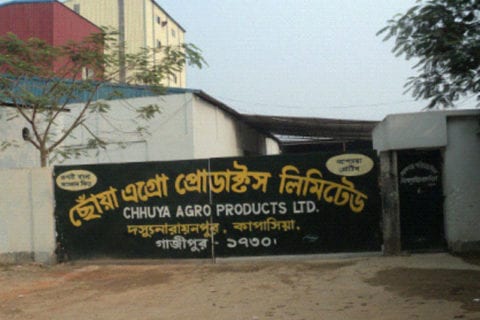 ছোঁয়া এগ্রো প্রোডাক্টস লিমিটেড
CHHUYA AGRO PRODUCTS LTD.
দস্যুনারায়নপুর, কাপাসিয়া,
গাজীপুর - ১৭৩০।